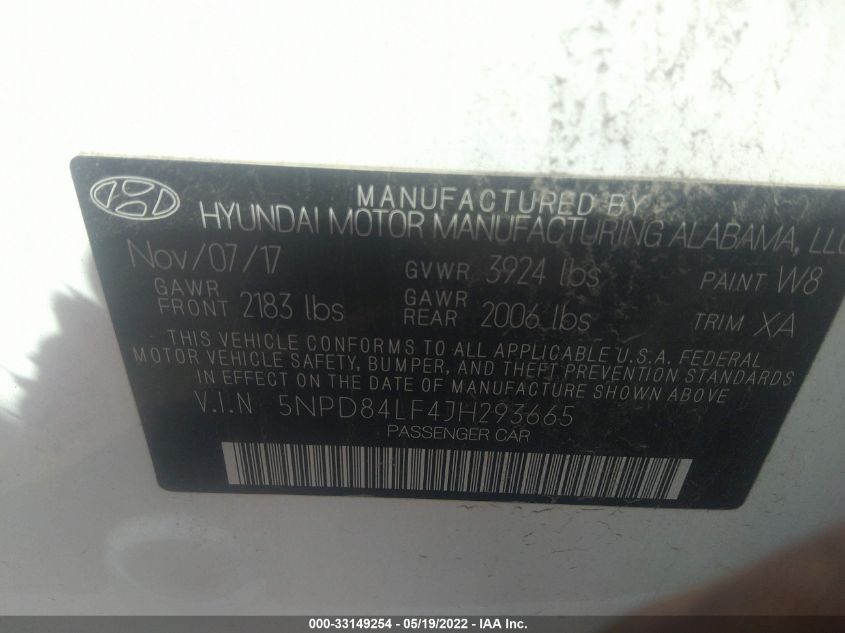 MANUFACTURED BY
HYUNDAI MOTOR MANUFACTURING ALABAMA, LLC
Nov/07/17 GVWR 3924 lbs PAINT W8
GAWR FRONT 2183 lbs GAWR REAR 2006 lbs TRIM XA
THIS VEHICLE CONFORMS TO ALL APPLICABLE U.S.A. FEDERAL
MOTOR VEHICLE SAFETY, BUMPER, AND THEFT PREVENTION STANDARDS
IN EFFECT ON THE DATE OF MANUFACTURE SHOWN ABOVE
V.I.N 5NPD84LF4JH293665
PASSENGER CAR
000-33149254 - 05/19/2022 - IAA Inc.